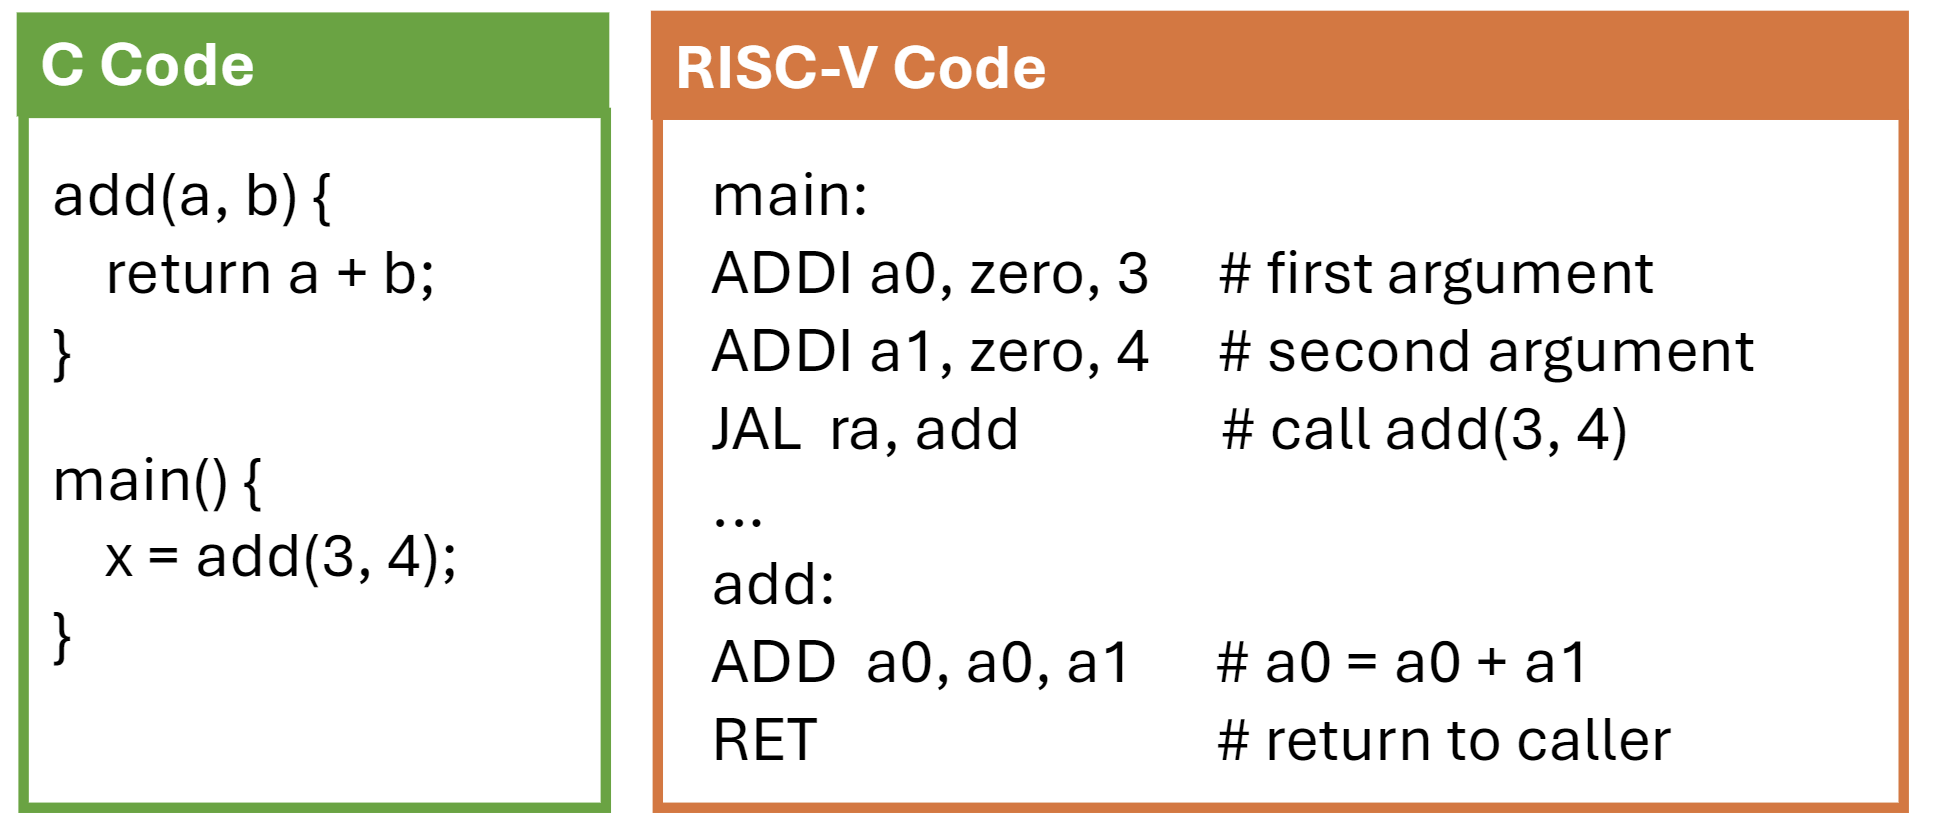 C Code
add(a, b) {
return a + b;
}
main() {
x = add(3, 4);
}
RISC-V Code
main:
ADDI a0, zero, 3 # first argument
ADDI a1, zero, 4 # second argument
JAL ra, add # call add(3, 4)
...
add:
ADD a0, a0, a1 # a0 = a0 + a1
RET # return to caller